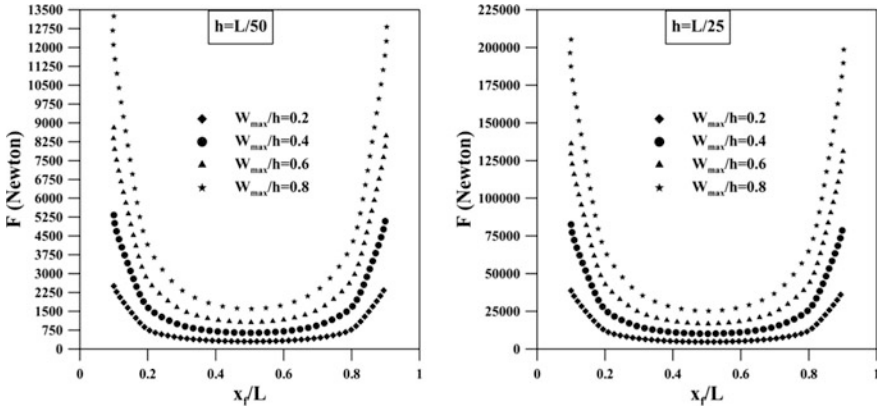 h=L/50
F (Newton)
13500
12750
12000
11250
10500
9750
9000
8250
7500
6750
6000
5250
4500
3750
3000
2250
1500
750
0
W_max/h=0.2
W_max/h=0.4
W_max/h=0.6
W_max/h=0.8
0 0.2 0.4 0.6 0.8 1
x_f/L
h=L/25
F (Newton)
225000
200000
175000
150000
125000
100000
75000
50000
25000
0
W_max/h=0.2
W_max/h=0.4
W_max/h=0.6
W_max/h=0.8
0 0.2 0.4 0.6 0.8 1
x_f/L